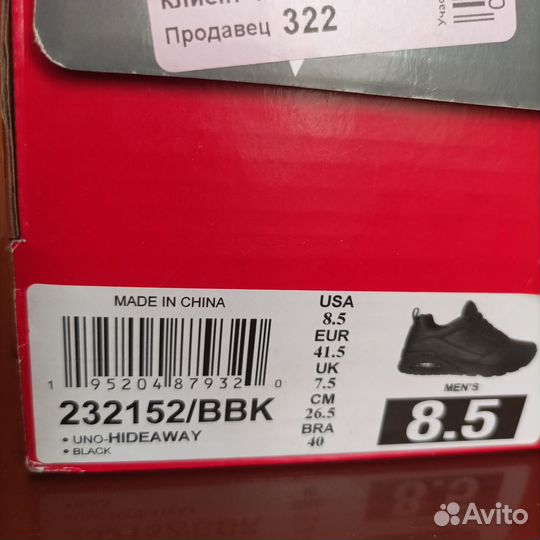 Продавец 322
MADE IN CHINA
1 95204 87932 0
232152/BBK
• UNO-HIDEAWAY
• BLACK
USA
8.5
EUR
41.5
UK
7.5
CM
26.5
BRA
40
MEN'S
8.5
Avito